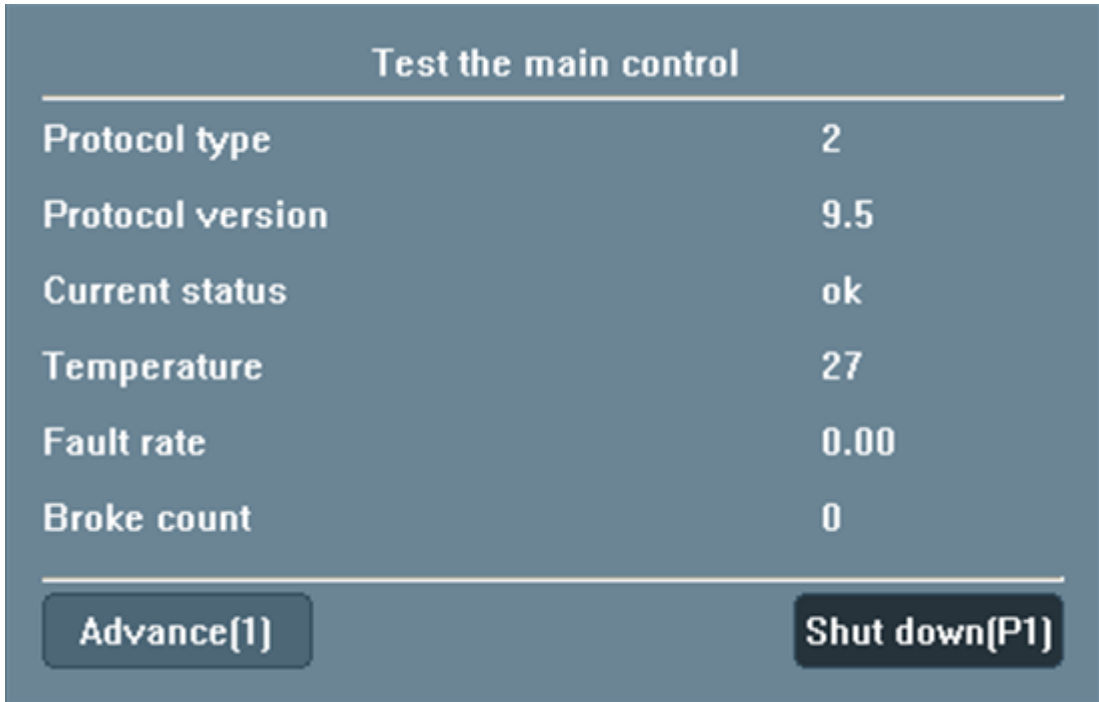 Test the main control
Protocol type 2
Protocol version 9.5
Current status ok
Temperature 27
Fault rate 0.00
Broke count 0
Advance(1) Shut down(P1)